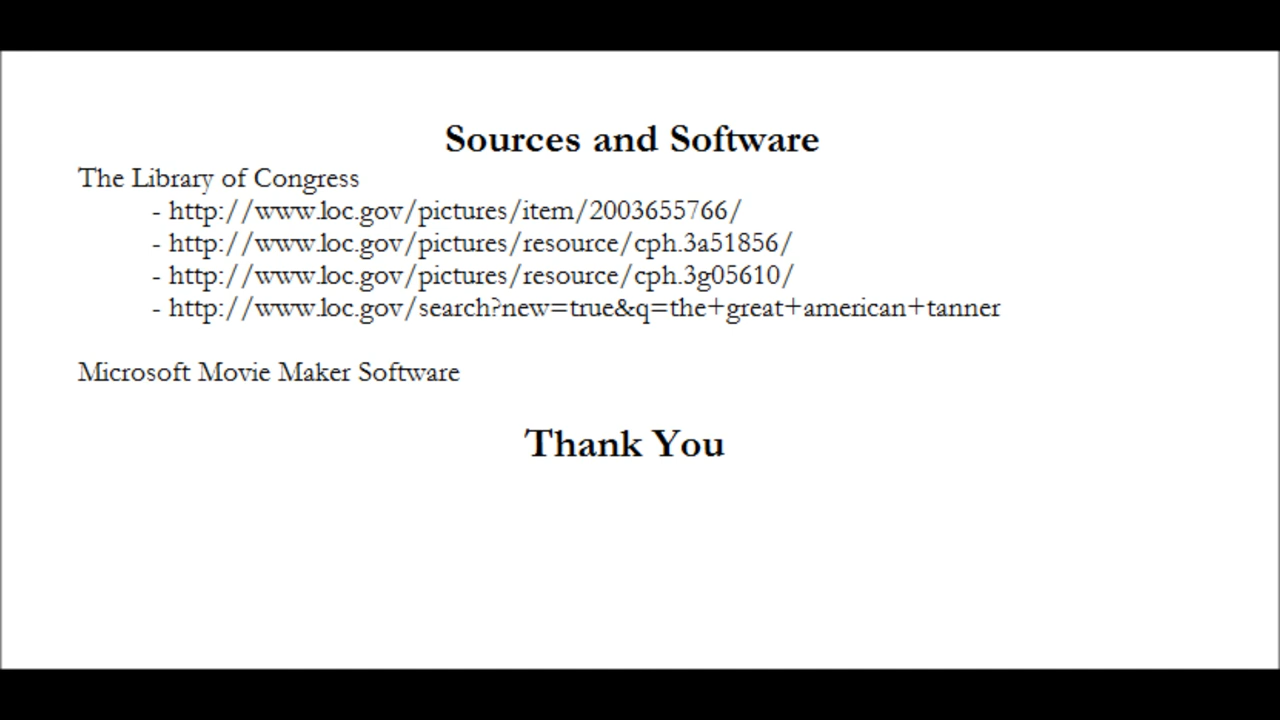 Sources and Software
The Library of Congress
- http://www.loc.gov/pictures/item/2003655766/
- http://www.loc.gov/pictures/resource/cph.3a51856/
- http://www.loc.gov/pictures/resource/cph.3g05610/
- http://www.loc.gov/search?new=true&q=the+great+american+tanner
Microsoft Movie Maker Software
Thank You